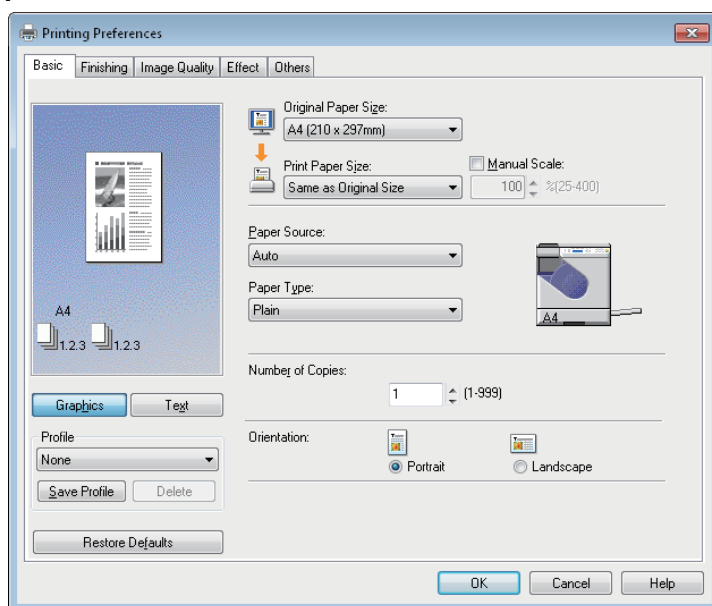 Printing Preferences
Basic Finishing Image Quality Effect Others
Original Paper Size:
A4 (210 x 297mm)
Print Paper Size:
Same as Original Size
Manual Scale:
100 %(25-400)
Paper Source:
Auto
Paper Type:
Plain
A4
A4
1.2.3 1.2.3
Number of Copies:
1 (1-999)
Graphics Text
Profile
None
Save Profile Delete
Orientation:
Portrait Landscape
Restore Defaults
OK Cancel Help